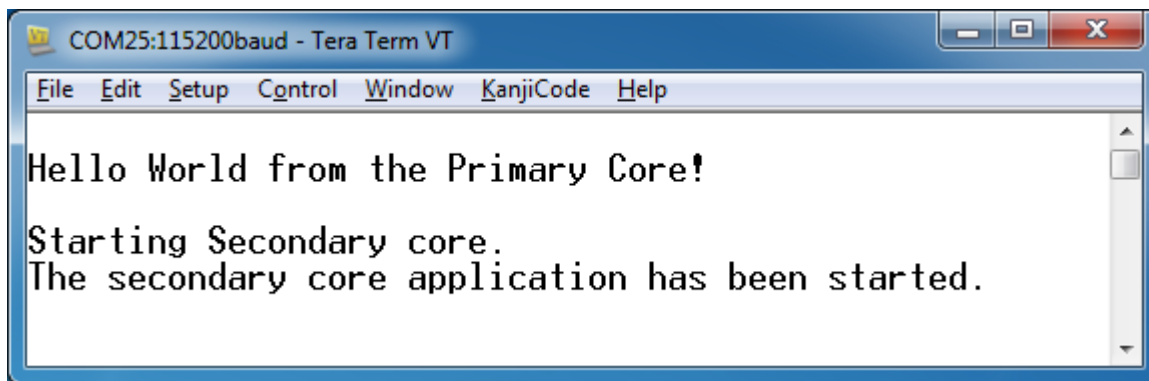 COM25:115200baud - Tera Term VT
File Edit Setup Control Window KanjiCode Help
Hello World from the Primary Core!
Starting Secondary core.
The secondary core application has been started.